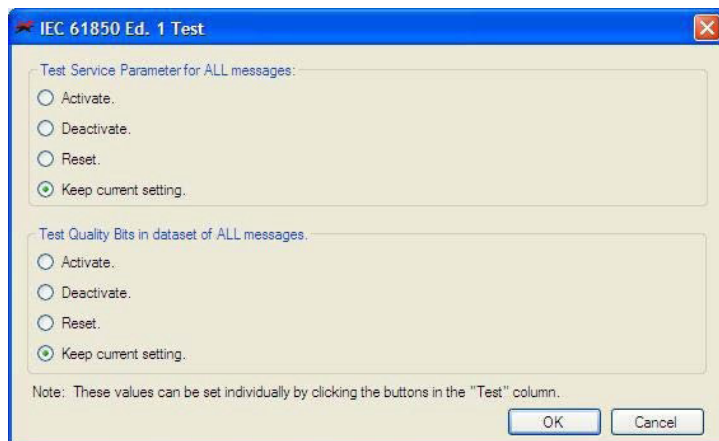 IEC 61850 Ed. 1 Test
Test Service Parameter for ALL messages:
Activate.
Deactivate.
Reset.
Keep current setting.
Test Quality Bits in dataset of ALL messages.
Activate.
Deactivate.
Reset.
Keep current setting.
Note: These values can be set individually by clicking the buttons in the "Test" column.
OK Cancel